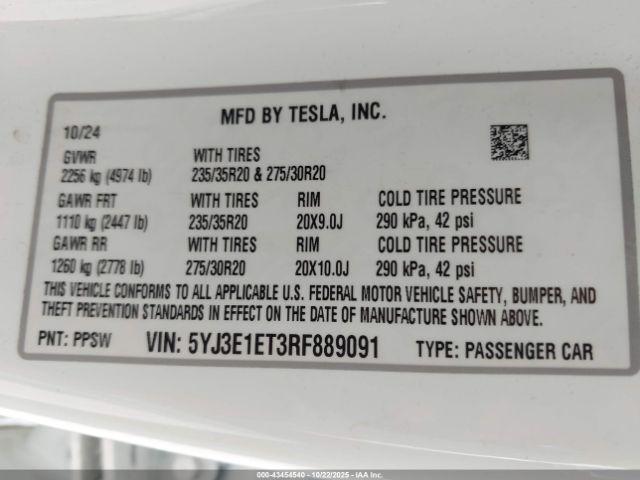 MFD BY TESLA, INC.
10/24
GVWR WITH TIRES
2256 kg (4974 lb) 235/35R20 & 275/30R20
GAWR FRT WITH TIRES RIM COLD TIRE PRESSURE
1110 kg (2447 lb) 235/35R20 20X9.0J 290 kPa, 42 psi
GAWR RR WITH TIRES RIM COLD TIRE PRESSURE
1260 kg (2778 lb) 275/30R20 20X10.0J 290 kPa, 42 psi
THIS VEHICLE CONFORMS TO ALL APPLICABLE U.S. FEDERAL MOTOR VEHICLE SAFETY, BUMPER, AND
THEFT PREVENTION STANDARDS IN EFFECT ON THE DATE OF MANUFACTURE SHOWN ABOVE.
PNT: PPSW VIN: 5YJ3E1ET3RF889091 TYPE: PASSENGER CAR
000-43454540 - 10/22/2025 - IAA Inc.